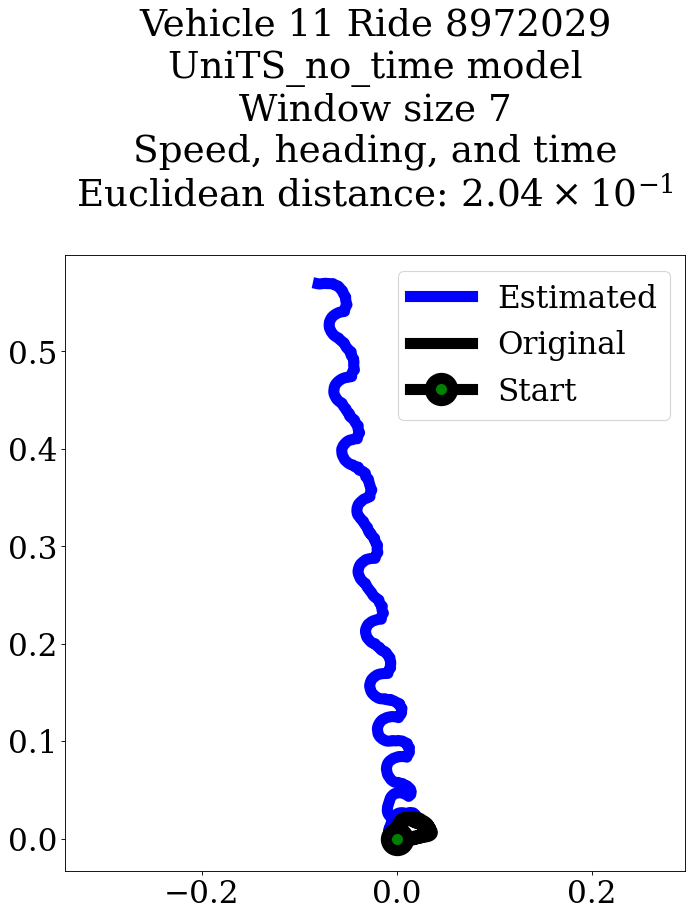 Vehicle 11 Ride 8972029
UniTS_no_time model
Window size 7
Speed, heading, and time
Euclidean distance: 2.04 × 10⁻¹
Estimated
Original
Start
0.5
0.4
0.3
0.2
0.1
0.0
−0.2 0.0 0.2